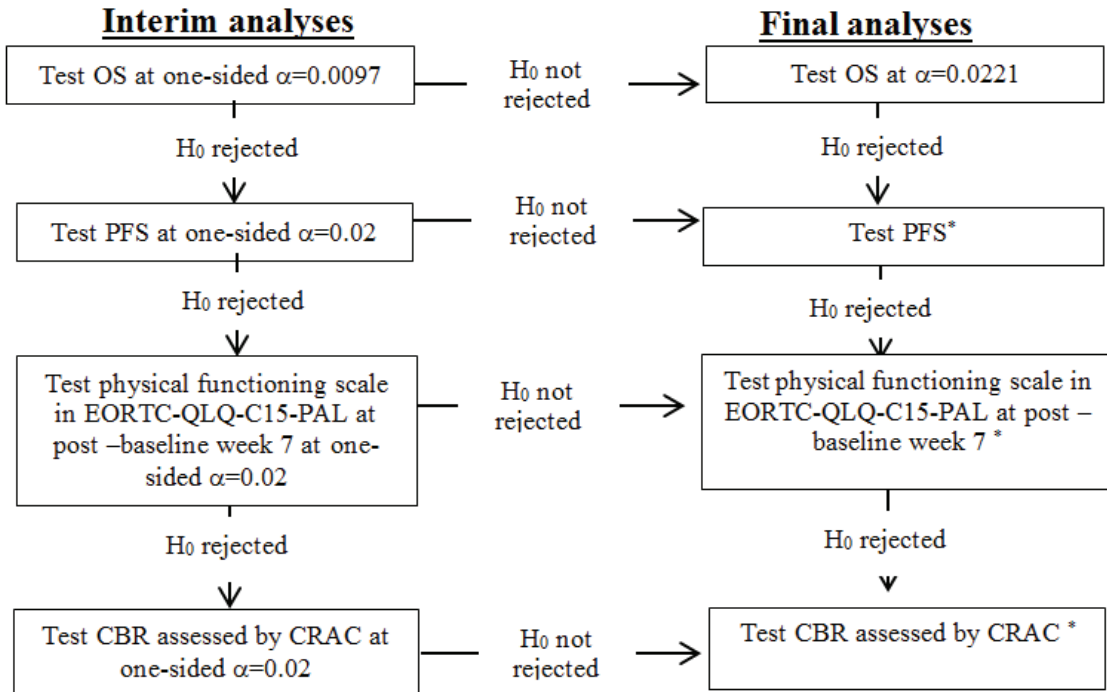 Interim analyses
Final analyses
Test OS at one-sided α=0.0097
H₀ not
rejected
Test OS at α=0.0221
H₀ rejected
H₀ rejected
Test PFS at one-sided α=0.02
H₀ not
rejected
Test PFS*
H₀ rejected
H₀ rejected
Test physical functioning scale
in EORTC-QLQ-C15-PAL at
post –baseline week 7 at one-
sided α=0.02
H₀ not
rejected
Test physical functioning scale in
EORTC-QLQ-C15-PAL at post –
baseline week 7 *
H₀ rejected
H₀ rejected
Test CBR assessed by CRAC at
one-sided α=0.02
H₀ not
rejected
Test CBR assessed by CRAC *